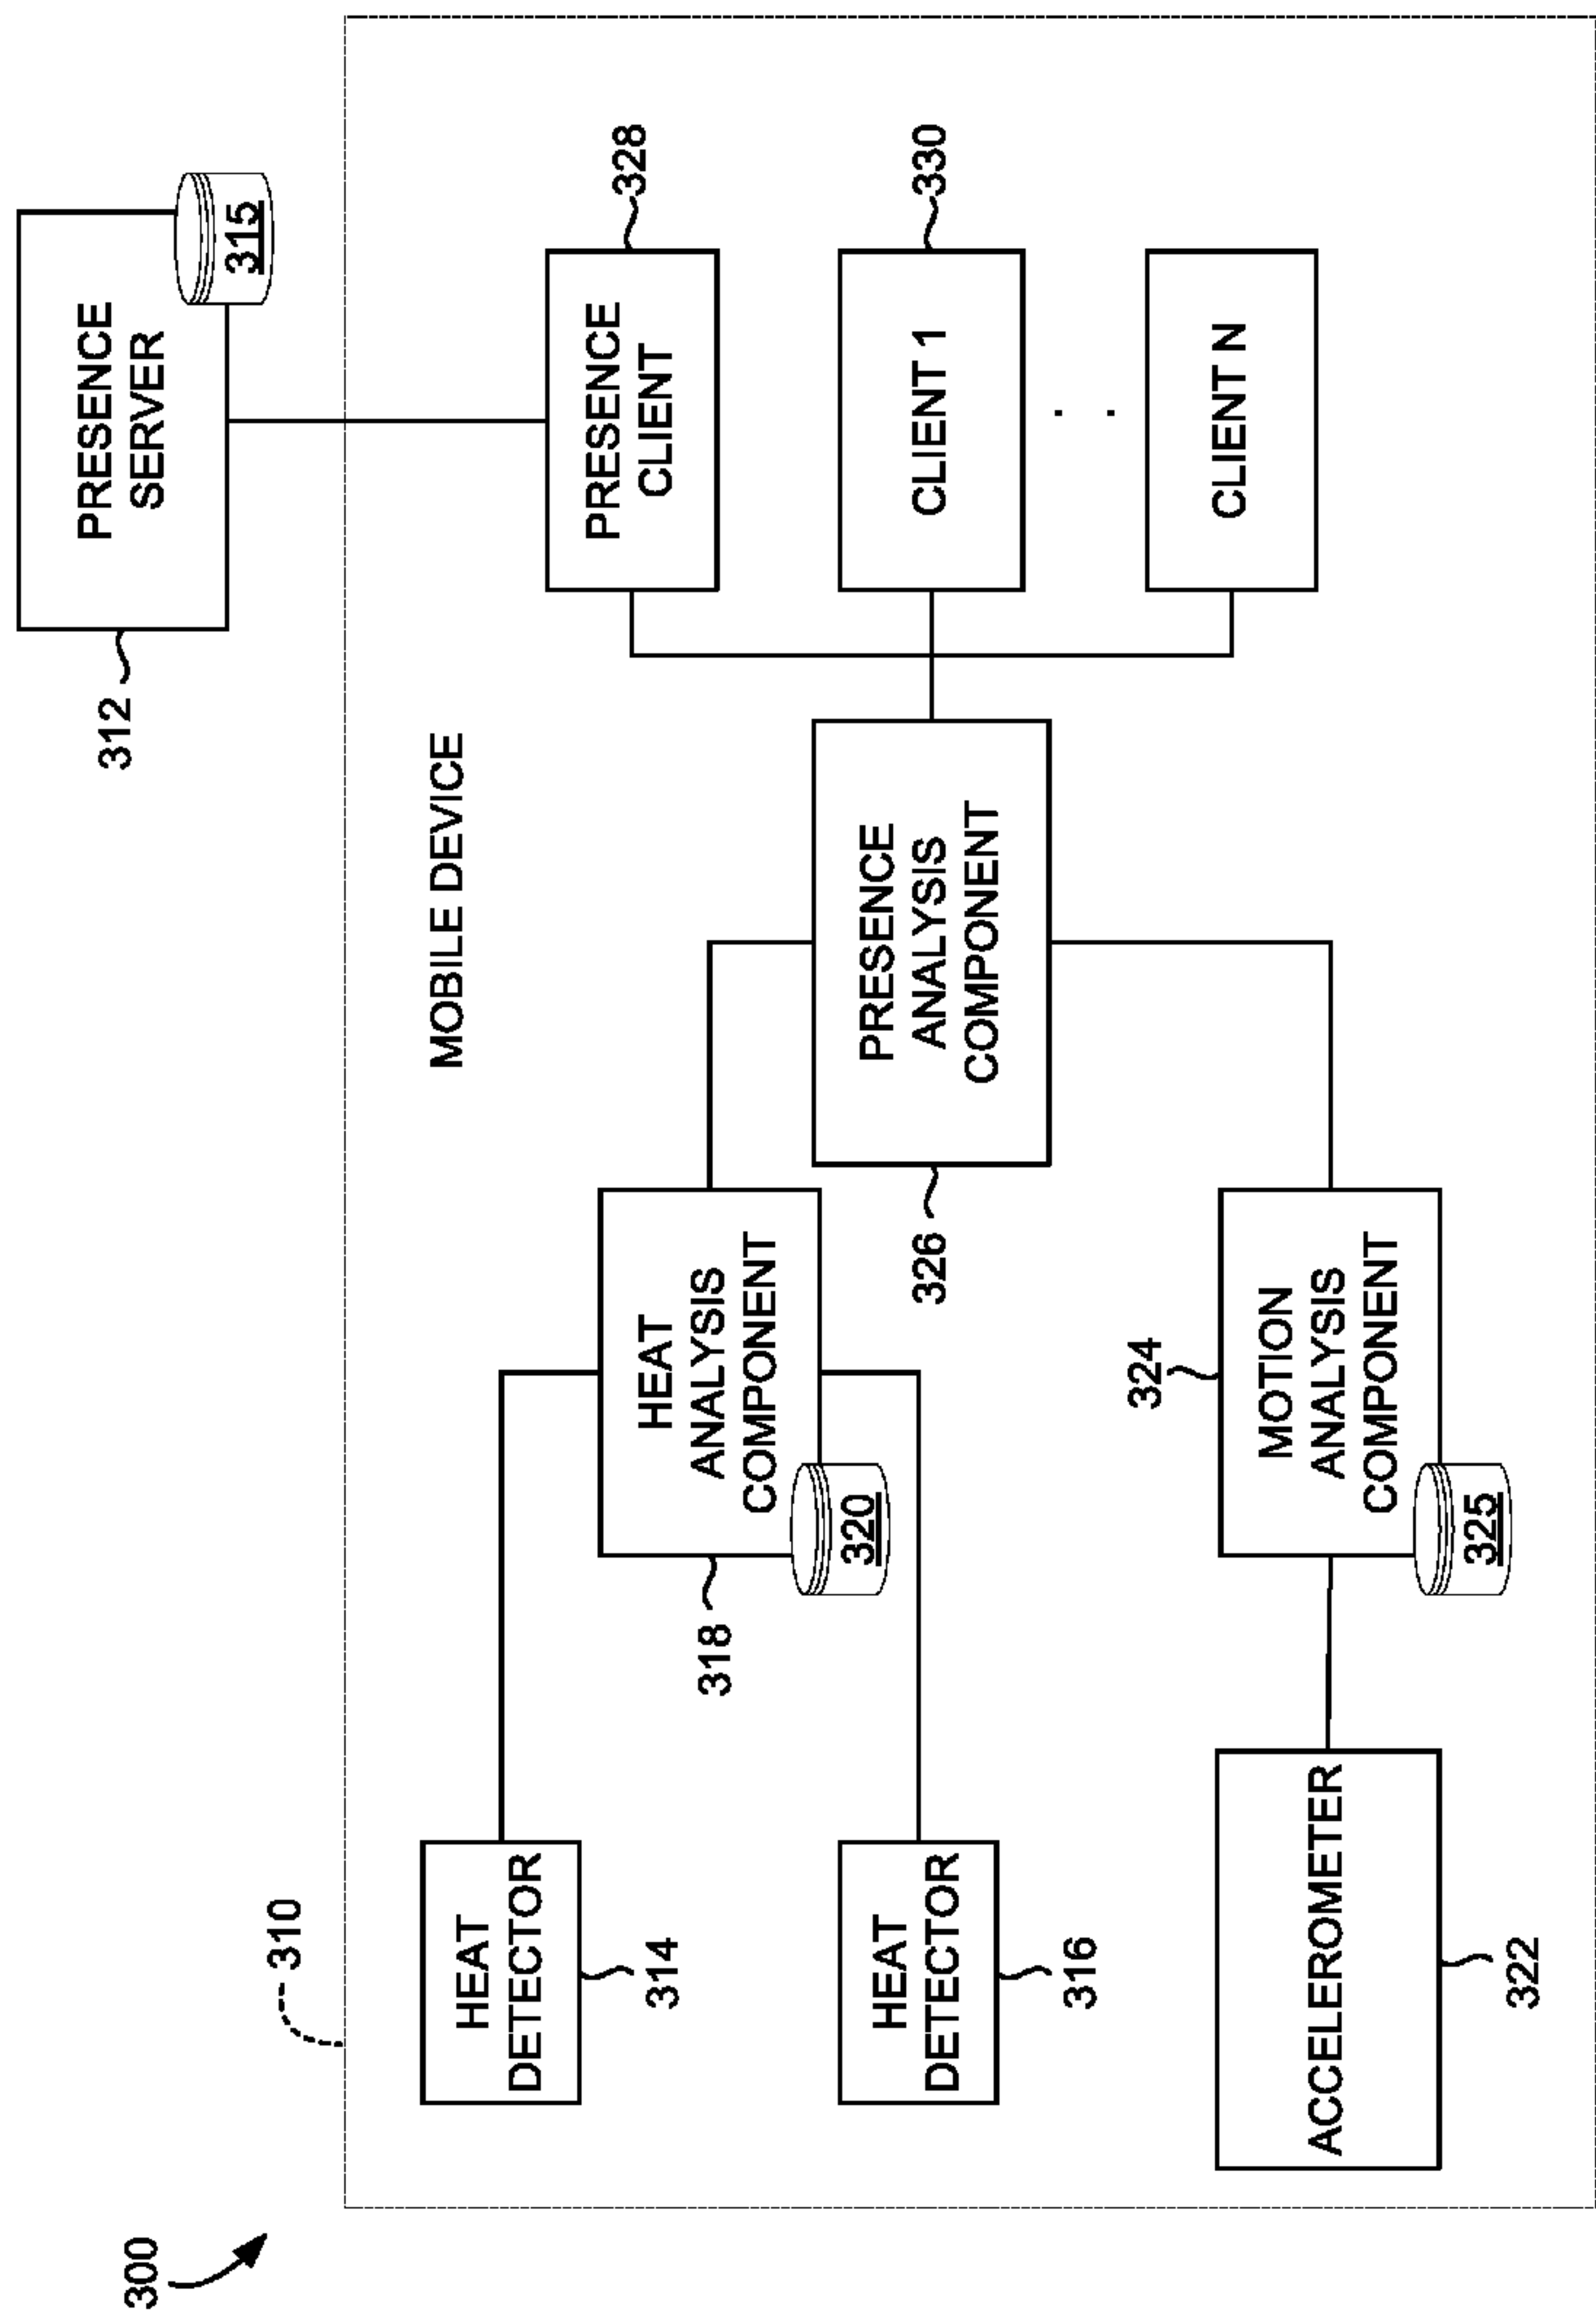 300
310
312
PRESENCE
SERVER
315
MOBILE DEVICE
HEAT
DETECTOR
314
HEAT
ANALYSIS
COMPONENT
318
320
PRESENCE
CLIENT
328
HEAT
DETECTOR
316
PRESENCE
ANALYSIS
COMPONENT
326
CLIENT 1
330
. .
ACCELEROMETER
322
324
MOTION
ANALYSIS
COMPONENT
325
CLIENT N